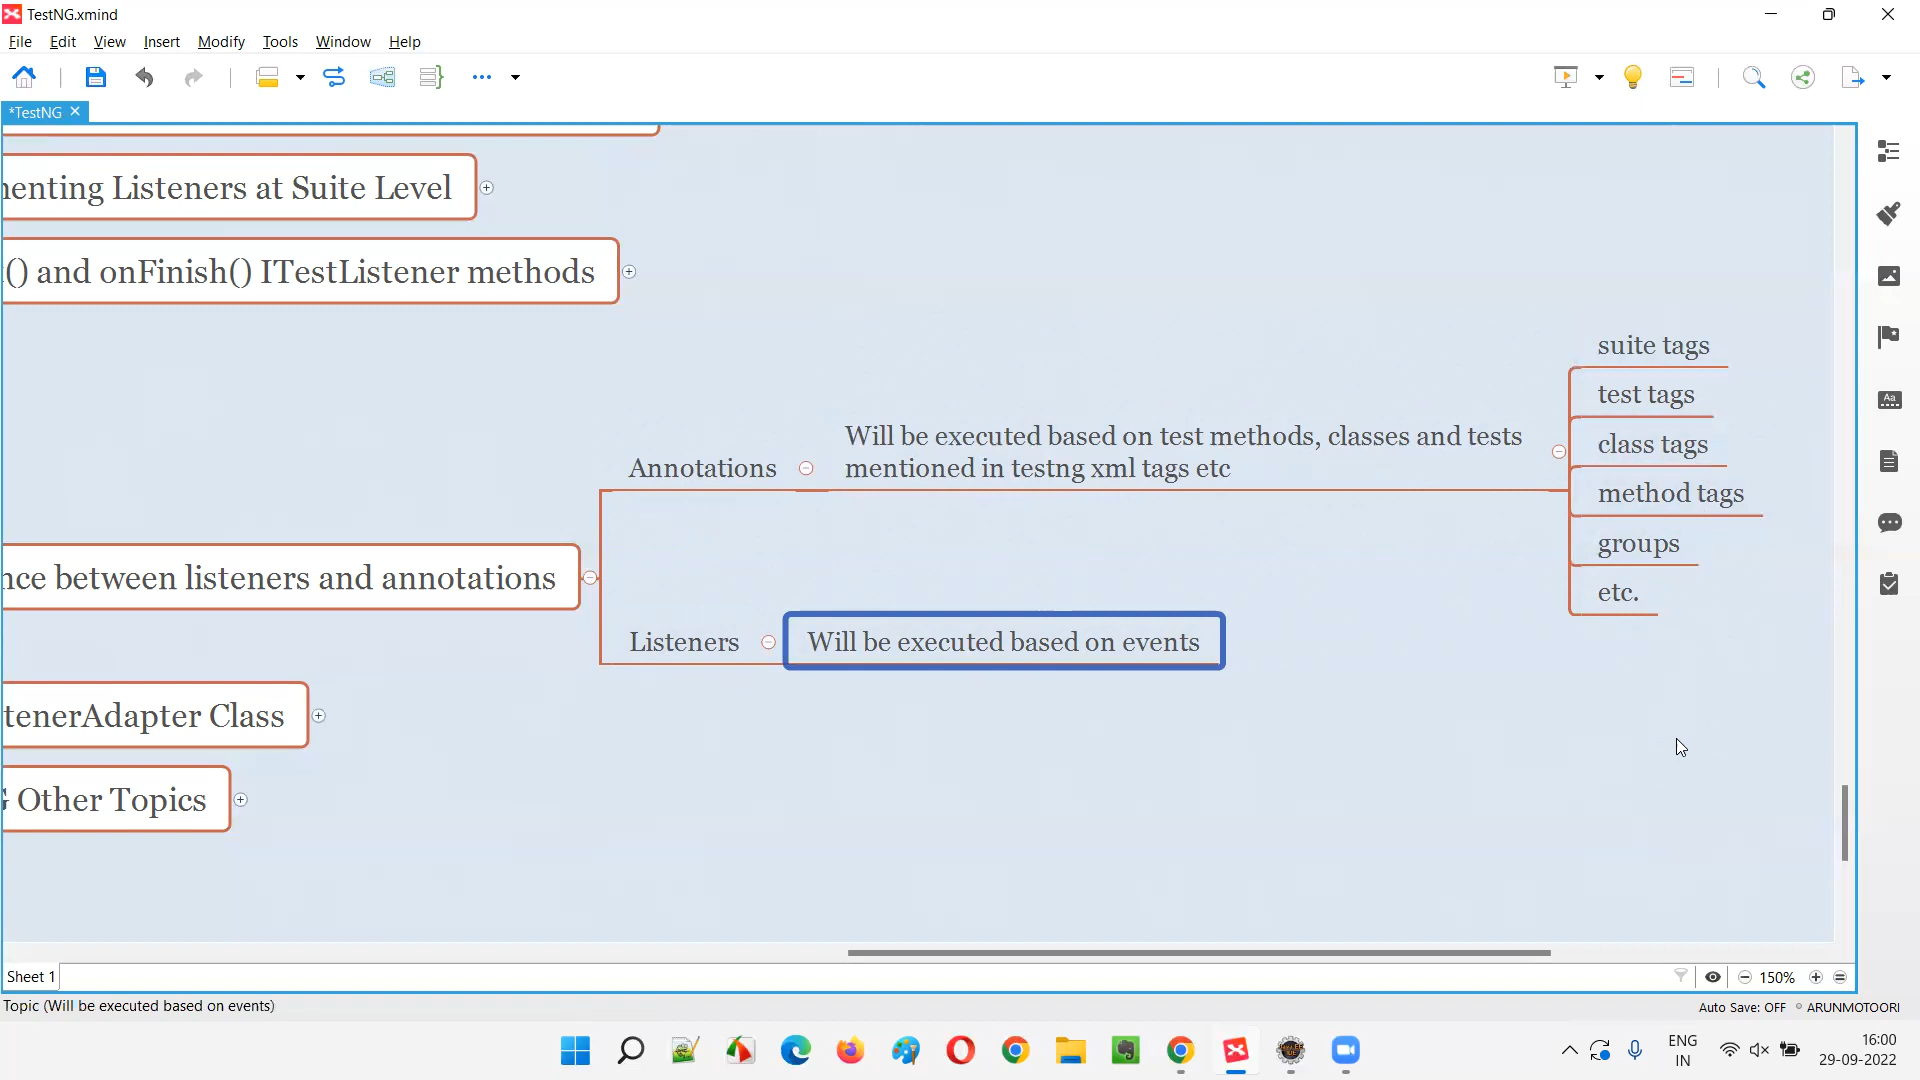 TestNG.xmind
File Edit View Insert Modify Tools Window Help
*TestNG
nenting Listeners at Suite Level
() and onFinish() ITestListener methods
suite tags
test tags
Will be executed based on test methods, classes and tests
mentioned in testng xml tags etc
class tags
Annotations
method tags
groups
nce between listeners and annotations
etc.
Listeners
Will be executed based on events
tenerAdapter Class
Other Topics
Sheet 1
150%
Topic (Will be executed based on events)
Auto Save: OFF
ARUNMOTOORI
ENG
IN
16:00
29-09-2022